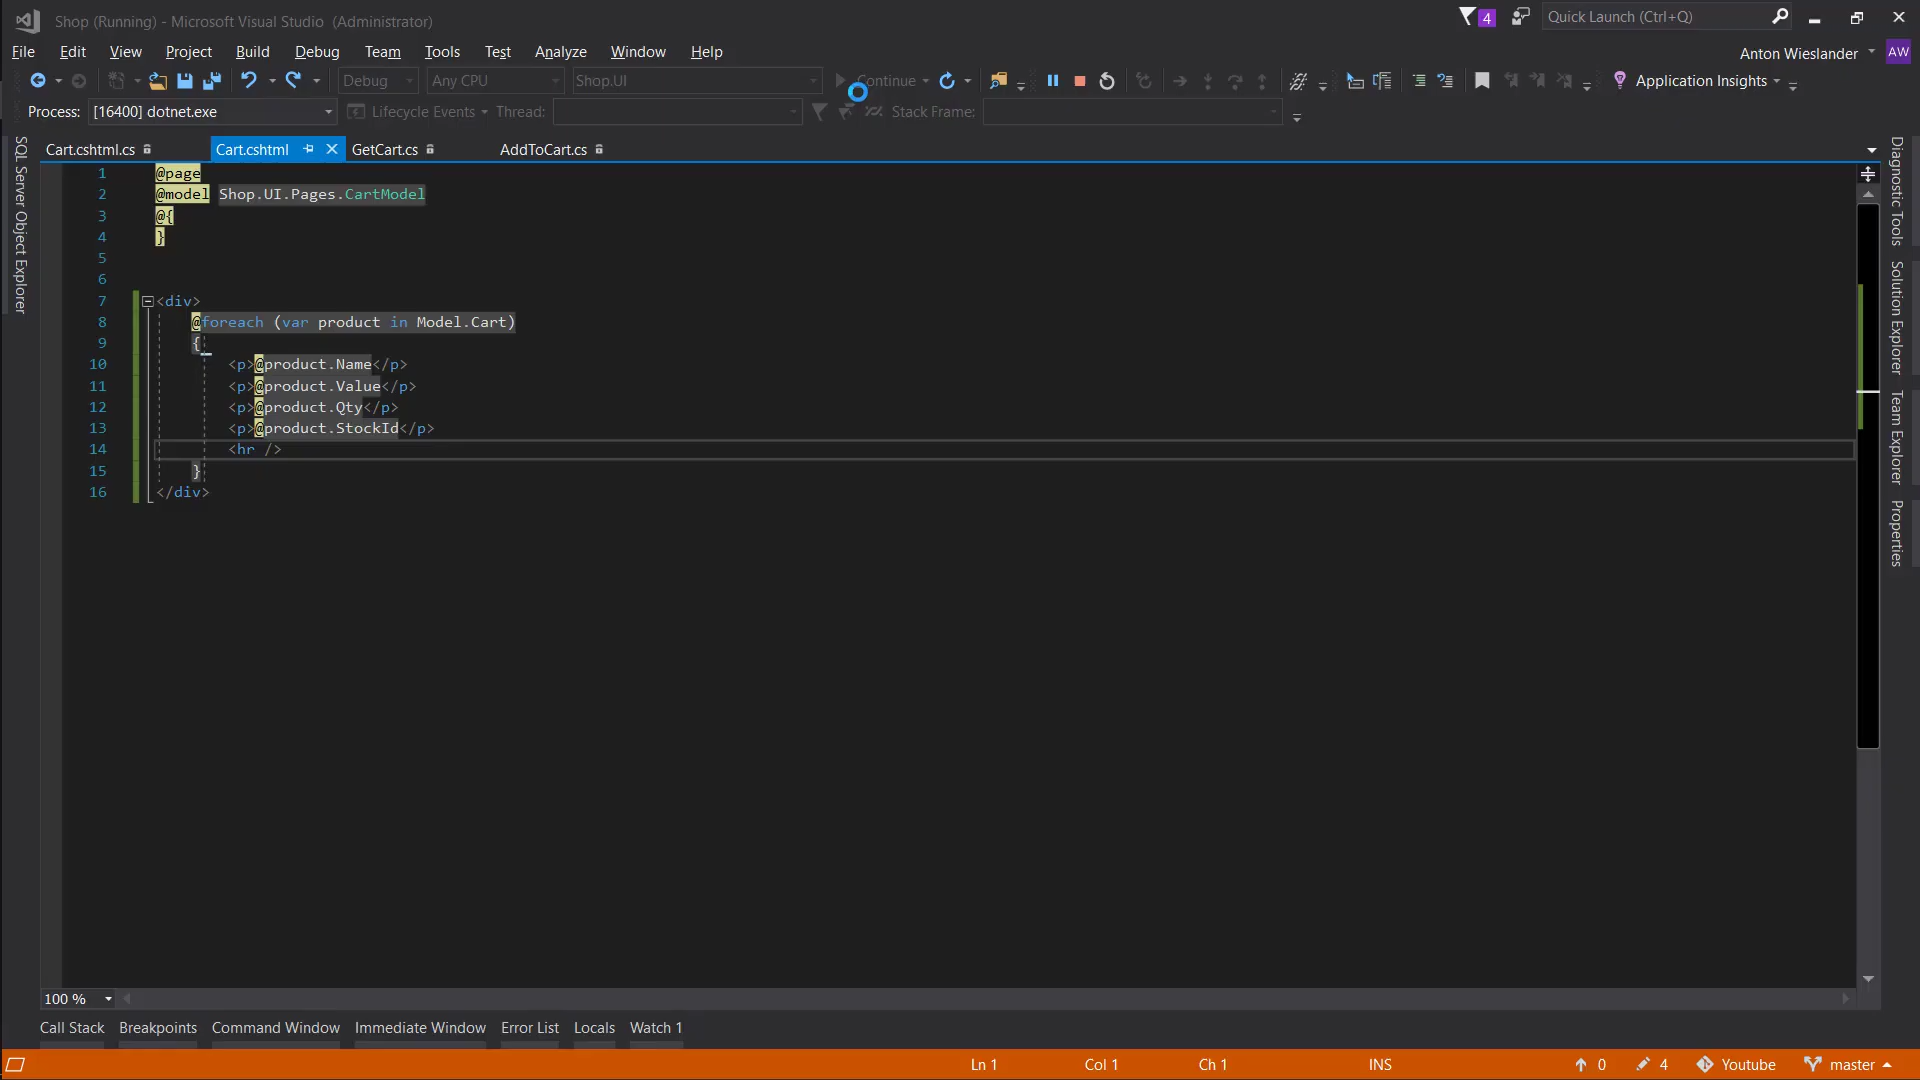 Shop (Running) - Microsoft Visual Studio (Administrator)
4
Quick Launch (Ctrl+Q)
File Edit View Project Build Debug Team Tools Test Analyze Window Help
Anton Wieslander AW
Debug Any CPU Shop.UI Continue Application Insights
Process: [16400] dotnet.exe Lifecycle Events Thread: Stack Frame:
SQL Server Object Explorer
Cart.cshtml.cs Cart.cshtml GetCart.cs AddToCart.cs
1 @page
2 @model Shop.UI.Pages.CartModel
3 @{
4 }
5
6
7 <div>
8 @foreach (var product in Model.Cart)
9 {
10 <p>@product.Name</p>
11 <p>@product.Value</p>
12 <p>@product.Qty</p>
13 <p>@product.StockId</p>
14 <hr />
15 }
16 </div>
Diagnostic Tools
Solution Explorer
Team Explorer
Properties
100 %
Call Stack Breakpoints Command Window Immediate Window Error List Locals Watch 1
Ln 1 Col 1 Ch 1 INS 0 4 Youtube master